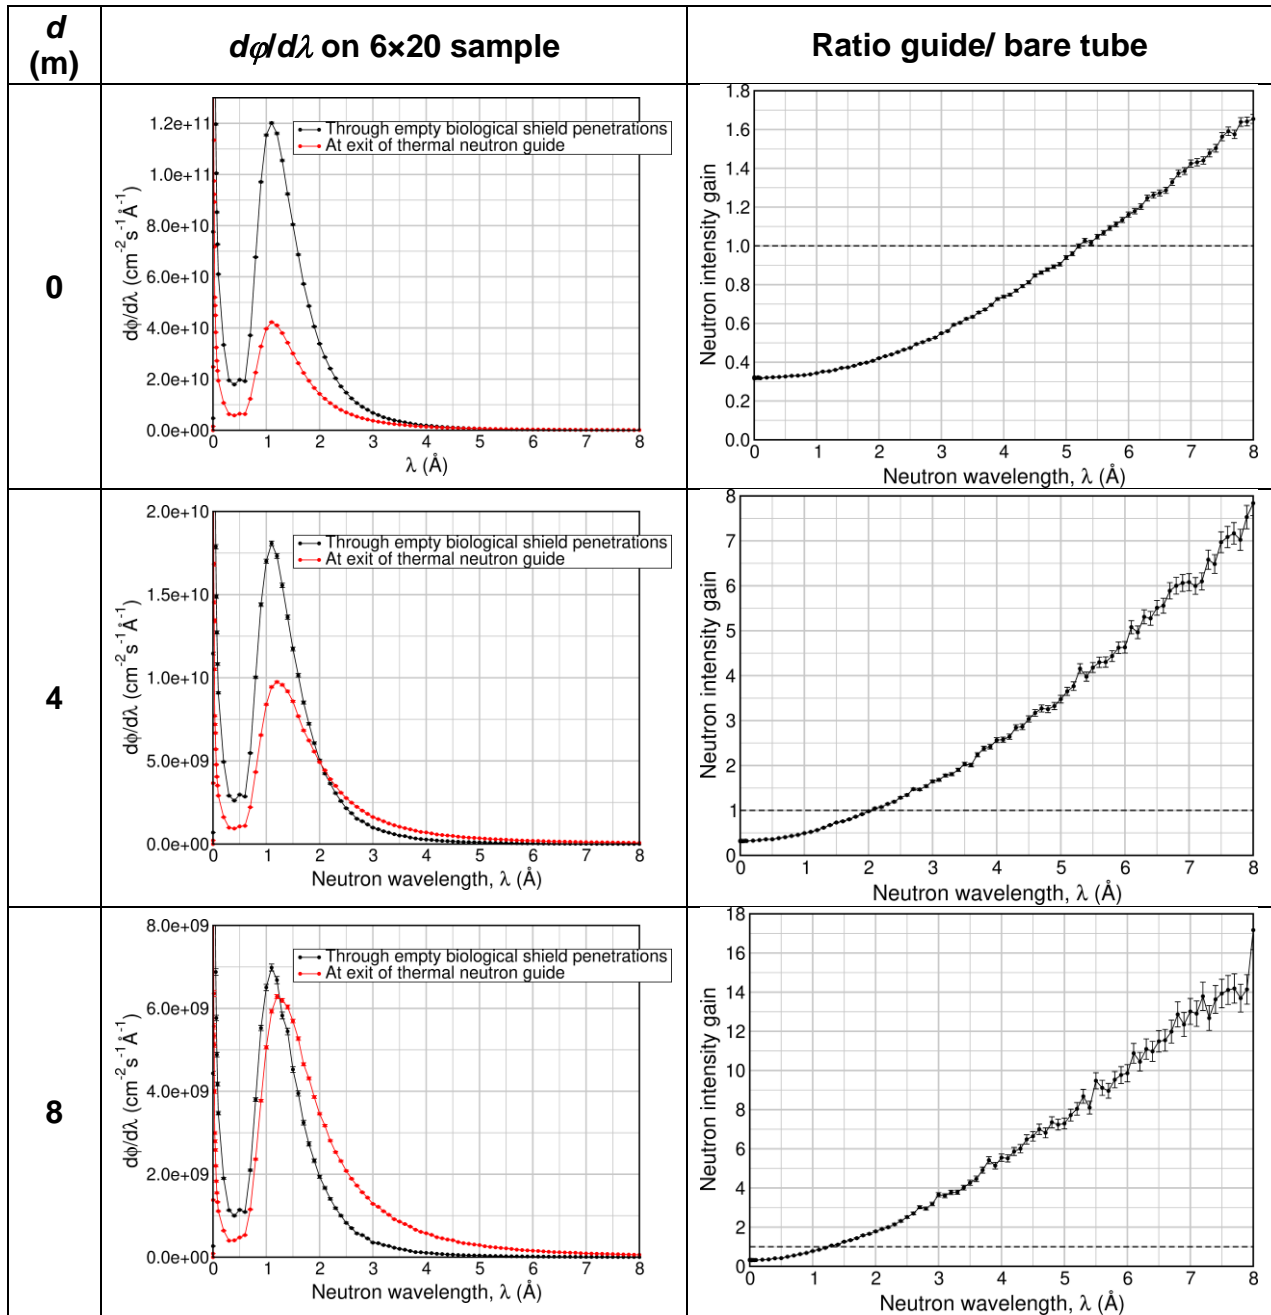 d (m)
dφ/dλ on 6×20 sample
Ratio guide/ bare tube
0
dϕ/dλ (cm⁻² s⁻¹ Å⁻¹)
1.2e+11
1.0e+11
8.0e+10
6.0e+10
4.0e+10
2.0e+10
0.0e+00
Through empty biological shield penetrations
At exit of thermal neutron guide
0 1 2 3 4 5 6 7 8
λ (Å)
Neutron intensity gain
1.8
1.6
1.4
1.2
1.0
0.8
0.6
0.4
0.2
0.0
0 1 2 3 4 5 6 7 8
Neutron wavelength, λ (Å)
4
dϕ/dλ (cm⁻² s⁻¹ Å⁻¹)
2.0e+10
1.5e+10
1.0e+10
5.0e+09
0.0e+00
Through empty biological shield penetrations
At exit of thermal neutron guide
0 1 2 3 4 5 6 7 8
Neutron wavelength, λ (Å)
Neutron intensity gain
8
7
6
5
4
3
2
1
0
0 1 2 3 4 5 6 7 8
Neutron wavelength, λ (Å)
8
dϕ/dλ (cm⁻² s⁻¹ Å⁻¹)
8.0e+09
6.0e+09
4.0e+09
2.0e+09
0.0e+00
Through empty biological shield penetrations
At exit of thermal neutron guide
0 1 2 3 4 5 6 7 8
Neutron wavelength, λ (Å)
Neutron intensity gain
18
16
14
12
10
8
6
4
2
0
0 1 2 3 4 5 6 7 8
Neutron wavelength, λ (Å)